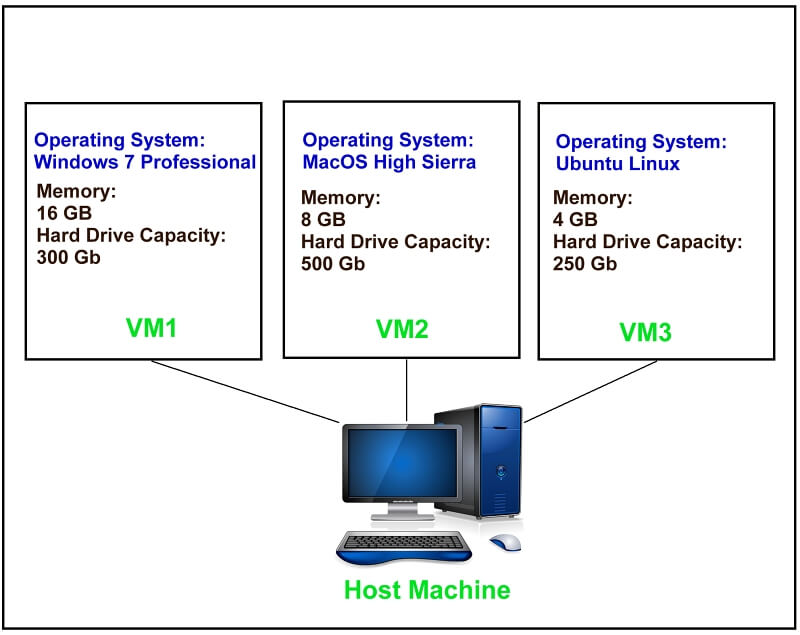 Operating System:
Windows 7 Professional
Memory:
16 GB
Hard Drive Capacity:
300 Gb
VM1
Operating System:
MacOS High Sierra
Memory:
8 GB
Hard Drive Capacity:
500 Gb
VM2
Operating System:
Ubuntu Linux
Memory:
4 GB
Hard Drive Capacity:
250 Gb
VM3
Host Machine